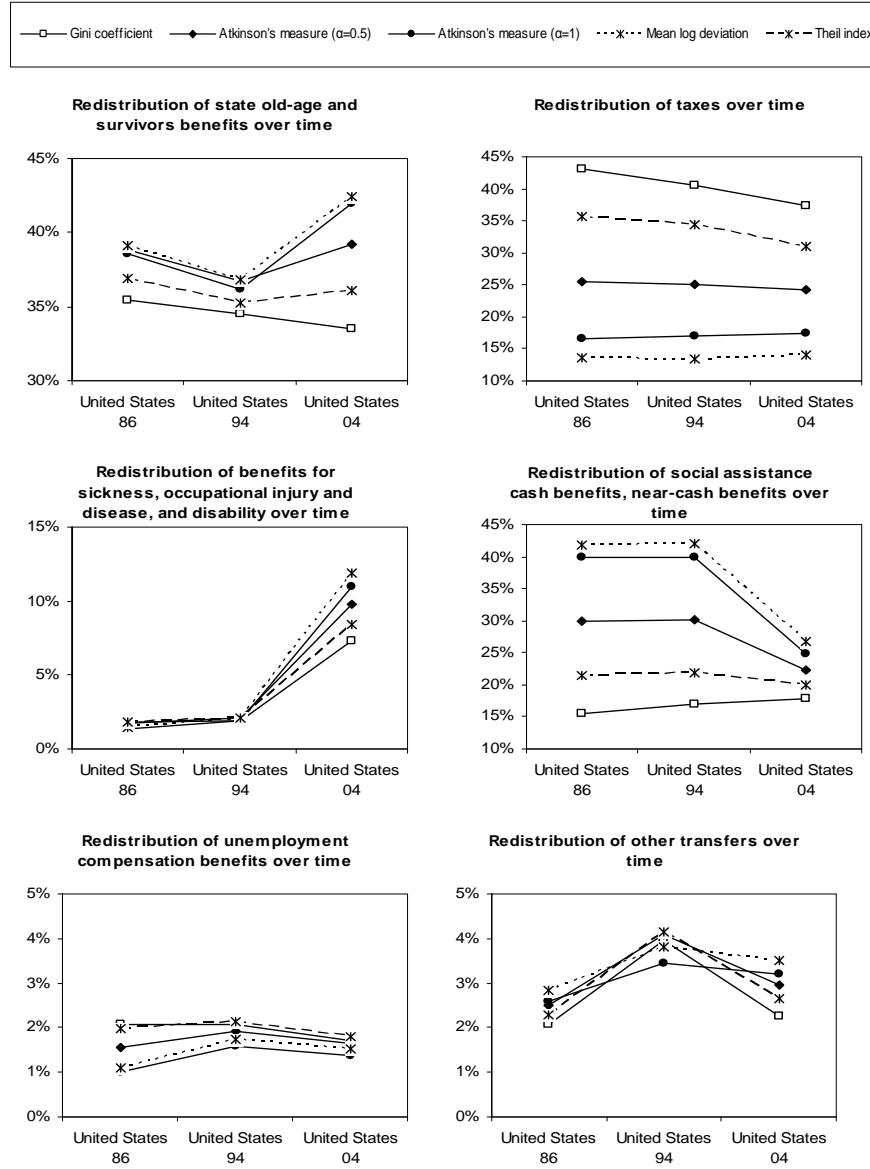 Gini coefficient Atkinson's measure (α=0.5) Atkinson's measure (α=1) Mean log deviation Theil index
Redistribution of state old-age and
survivors benefits over time
45%
40%
35%
30%
United States United States United States
86 94 04
Redistribution of taxes over time
45%
40%
35%
30%
25%
20%
15%
10%
United States United States United States
86 94 04
Redistribution of benefits for
sickness, occupational injury and
disease, and disability over time
15%
10%
5%
0%
United States United States United States
86 94 04
Redistribution of social assistance
cash benefits, near-cash benefits over
time
45%
40%
35%
30%
25%
20%
15%
10%
United States United States United States
86 94 04
Redistribution of unemployment
compensation benefits over time
5%
4%
3%
2%
1%
0%
United States United States United States
86 94 04
Redistribution of other transfers over
time
5%
4%
3%
2%
1%
0%
United States United States United States
86 94 04